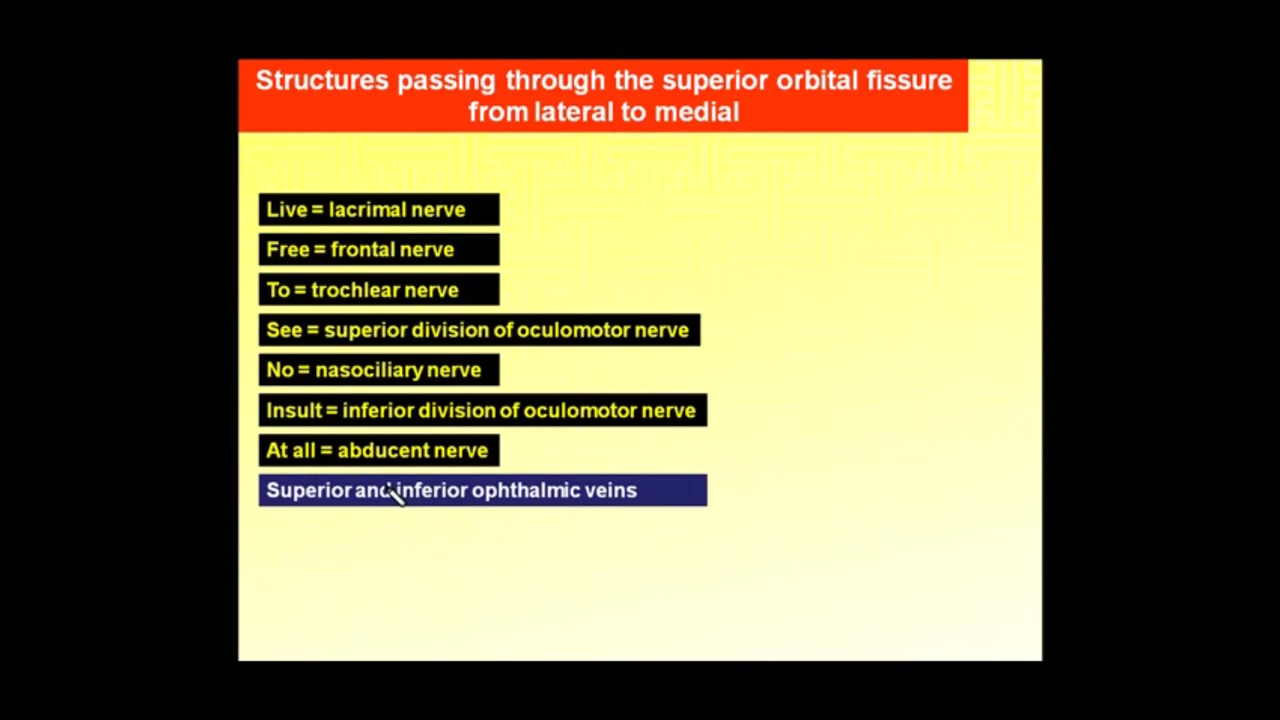 Structures passing through the superior orbital fissure
from lateral to medial
Live = lacrimal nerve
Free = frontal nerve
To = trochlear nerve
See = superior division of oculomotor nerve
No = nasociliary nerve
Insult = inferior division of oculomotor nerve
At all = abducent nerve
Superior and inferior ophthalmic veins